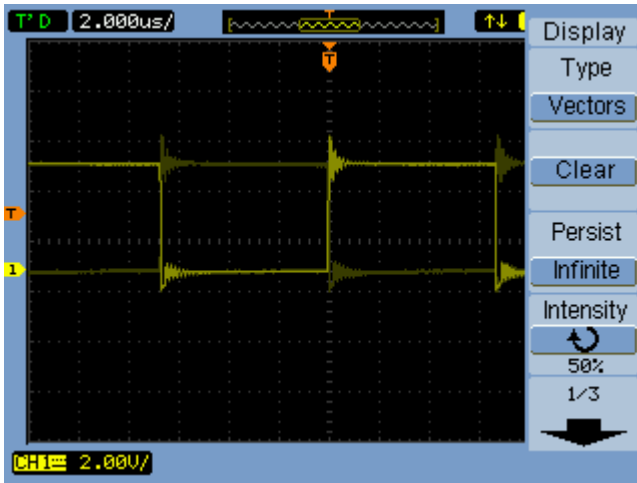 T'D 2.000us/ T ↑↓
Display
Type
Vectors
Clear
Persist
Infinite
Intensity
50%
1/3
T
T
1
CH1 2.00V/